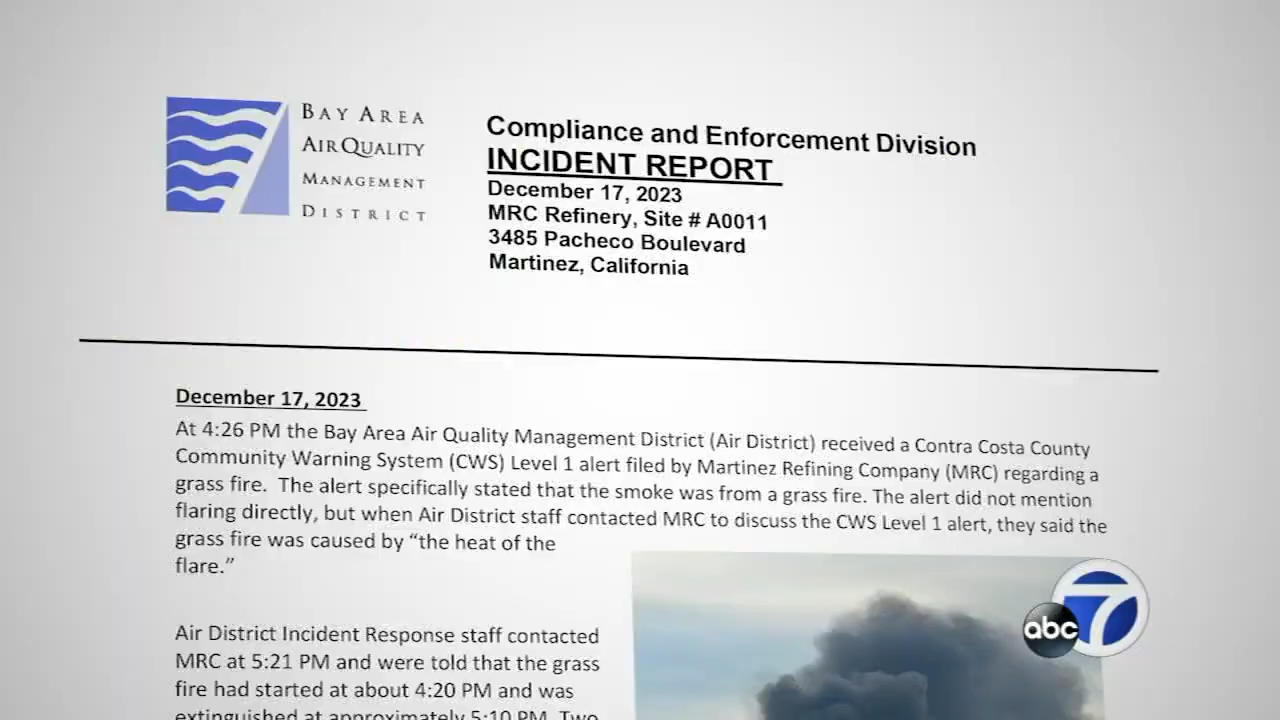 BAY AREA
AIR QUALITY
MANAGEMENT
DISTRICT
Compliance and Enforcement Division
INCIDENT REPORT
December 17, 2023
MRC Refinery, Site # A0011
3485 Pacheco Boulevard
Martinez, California
December 17, 2023
At 4:26 PM the Bay Area Air Quality Management District (Air District) received a Contra Costa County
Community Warning System (CWS) Level 1 alert filed by Martinez Refining Company (MRC) regarding a
grass fire. The alert specifically stated that the smoke was from a grass fire. The alert did not mention
flaring directly, but when Air District staff contacted MRC to discuss the CWS Level 1 alert, they said the
grass fire was caused by “the heat of the
flare.”
Air District Incident Response staff contacted
MRC at 5:21 PM and were told that the grass
fire had started at about 4:20 PM and was
extinguished at approximately 5:10 PM. Two
abc 7